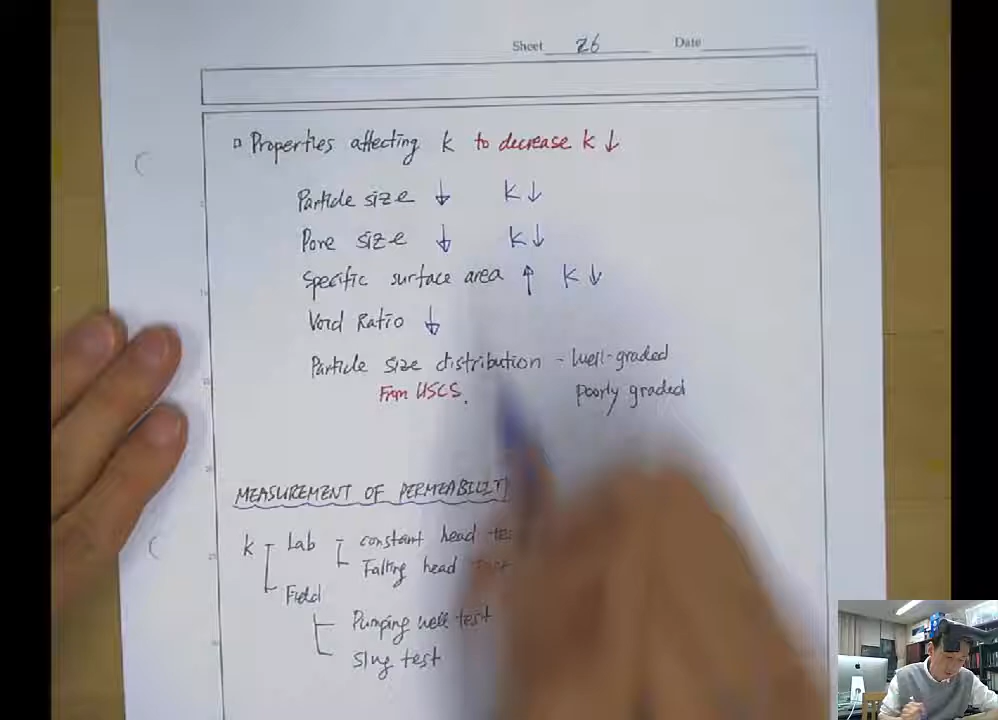 Sheet 26 Date
Properties affecting k to decrease k ↓
Particle size ↓ k ↓
Pore size ↓ k ↓
Specific surface area ↑ k ↓
Void Ratio ↓
Particle size distribution - Well-graded
From USCS. Poorly graded
MEASUREMENT OF PERMEABILITY
k Lab constant head
Falling head
Field
Pumping well test
Slug test